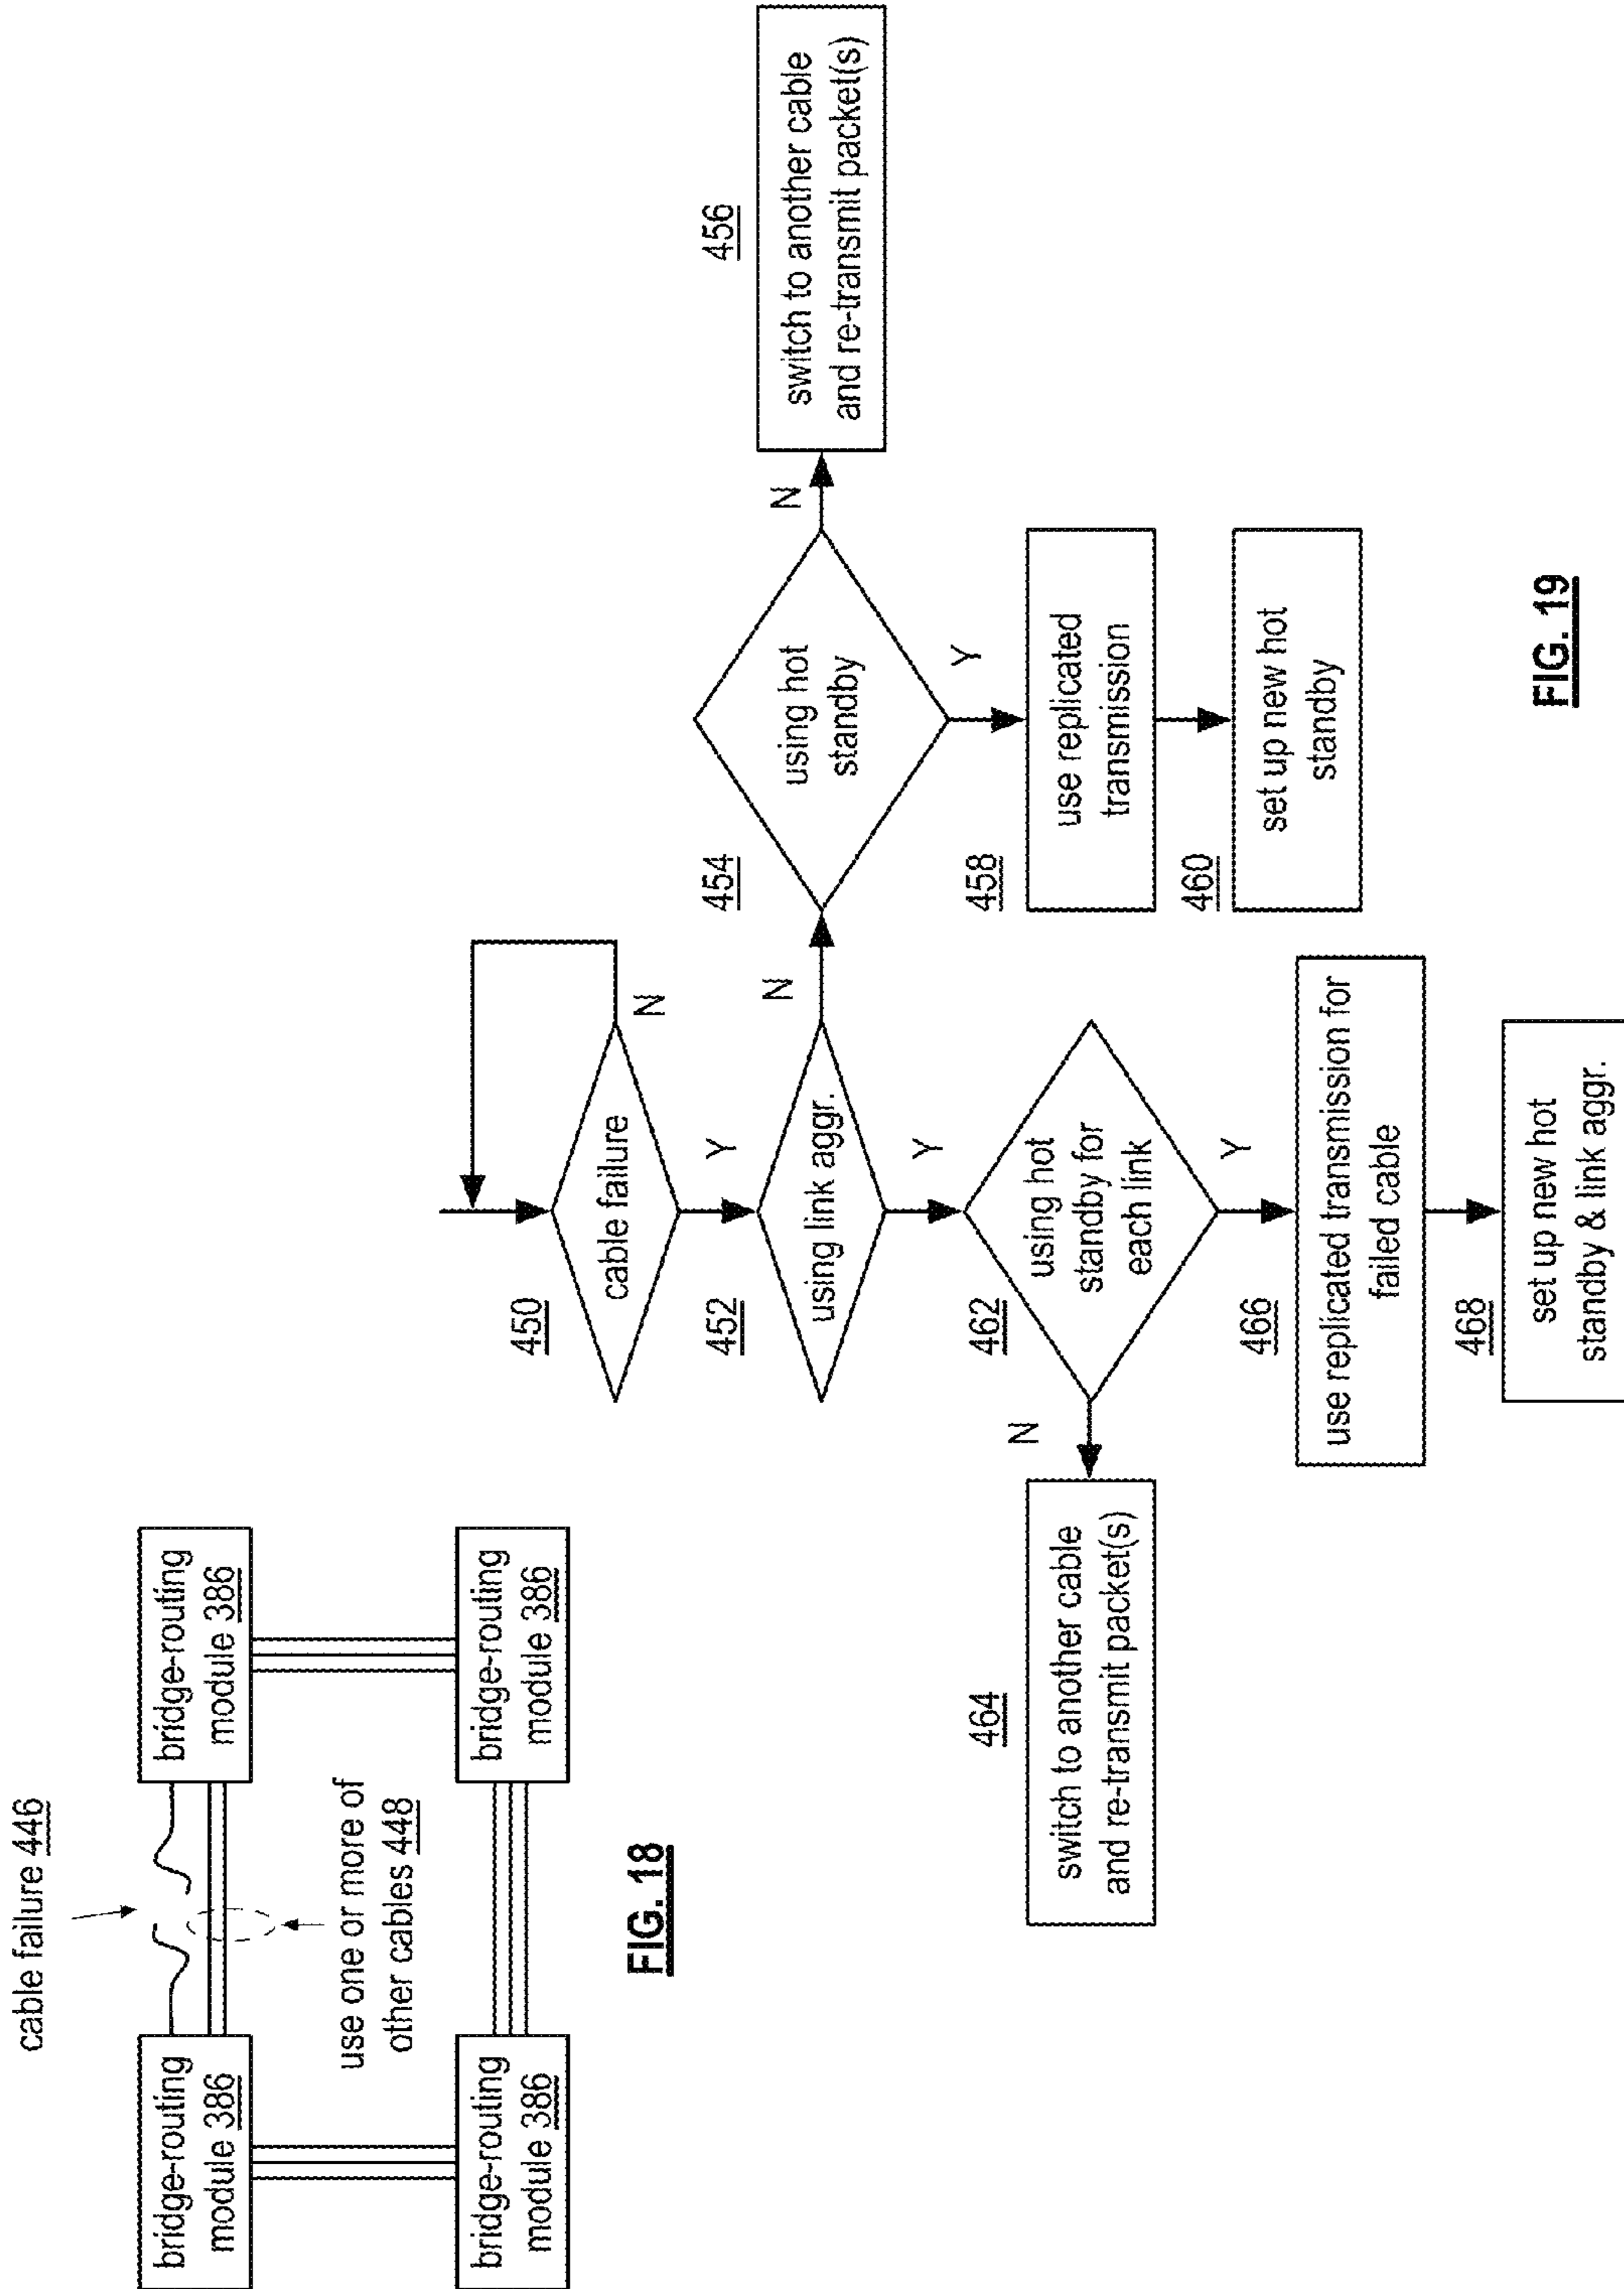 cable failure 446
bridge-routing
module 386
bridge-routing
module 386
use one or more of
other cables 448
bridge-routing
module 386
bridge-routing
module 386
FIG. 18
450
cable failure
N
Y
452
using link aggr.
N
Y
454
using hot
standby
N
Y
456
switch to another cable
and re-transmit packet(s)
458
use replicated
transmission
460
set up new hot
standby
462
using hot
standby for
each link
N
Y
464
switch to another cable
and re-transmit packet(s)
466
use replicated transmission for
failed cable
468
set up new hot
standby & link aggr.
FIG. 19